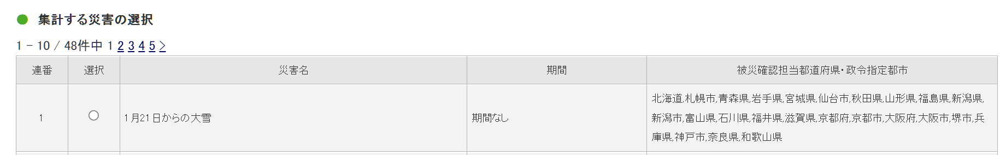 集計する災害の選択
1 - 10 / 48件中 1 2 3 4 5 >
連番 選択 災害名 期間 被災確認担当都道府県・政令指定都市
1 1月21日からの大雪 期間なし
北海道,札幌市,青森県,岩手県,宮城県,仙台市,秋田県,山形県,福島県,新潟県,
新潟市,富山県,石川県,福井県,滋賀県,京都府,京都市,大阪府,大阪市,堺市,兵
庫県,神戸市,奈良県,和歌山県